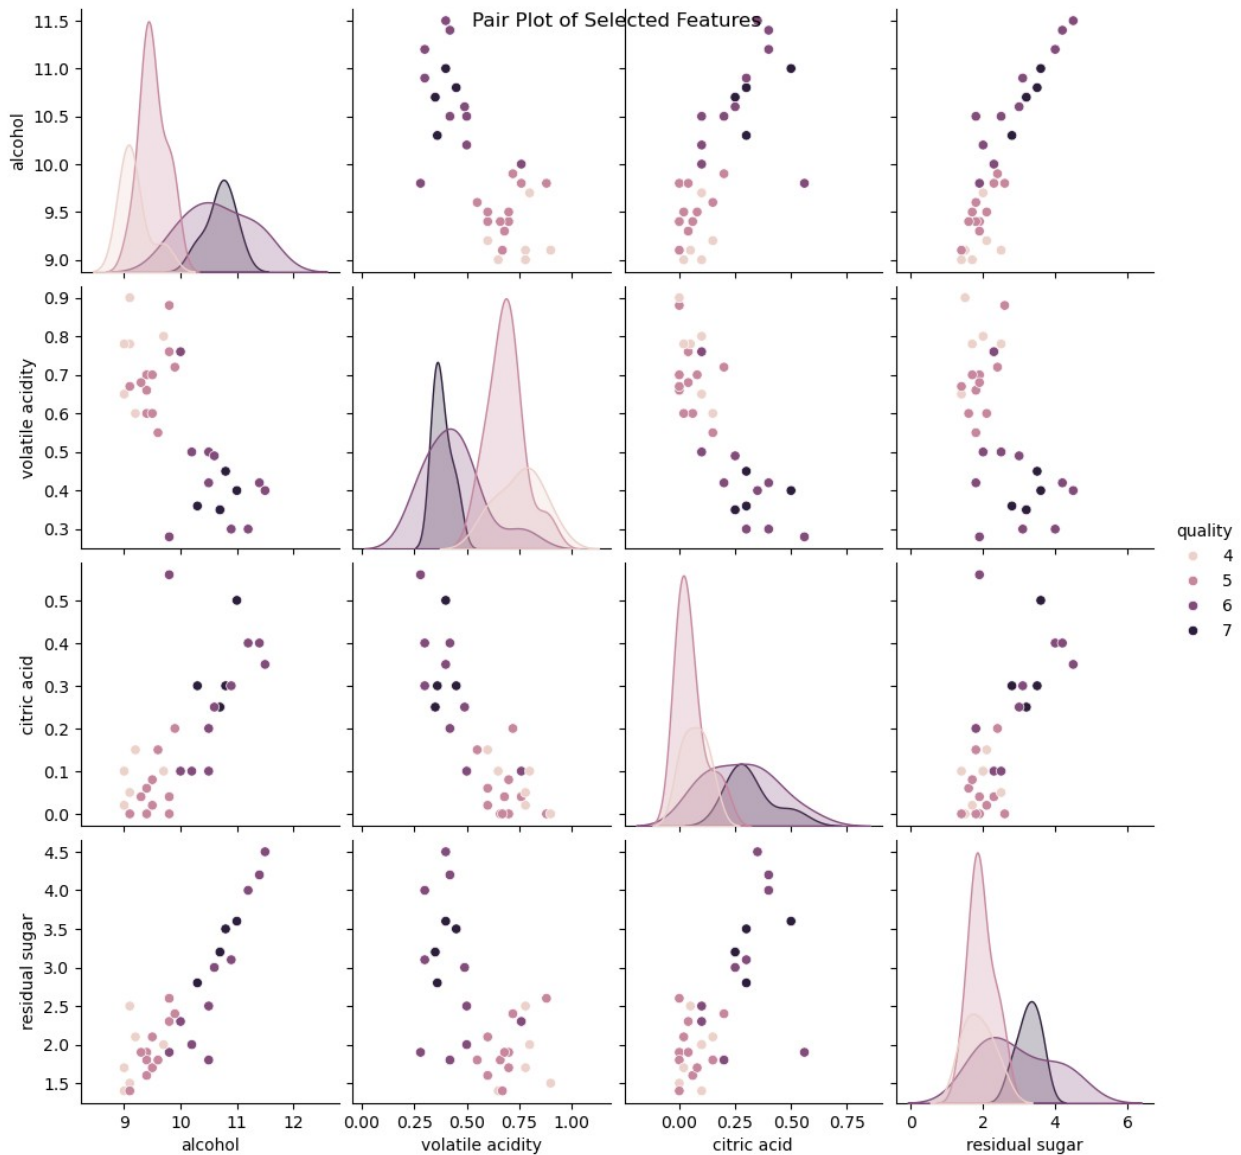 Pair Plot of Selected Features
11.5
11.0
10.5
10.0
9.5
9.0
alcohol
0.9
0.8
0.7
0.6
0.5
0.4
0.3
volatile acidity
quality
4
5
6
7
0.5
0.4
0.3
0.2
0.1
0.0
citric acid
4.5
4.0
3.5
3.0
2.5
2.0
1.5
residual sugar
9 10 11 12
0.00 0.25 0.50 0.75 1.00
0.00 0.25 0.50 0.75
0 2 4 6
alcohol
volatile acidity
citric acid
residual sugar